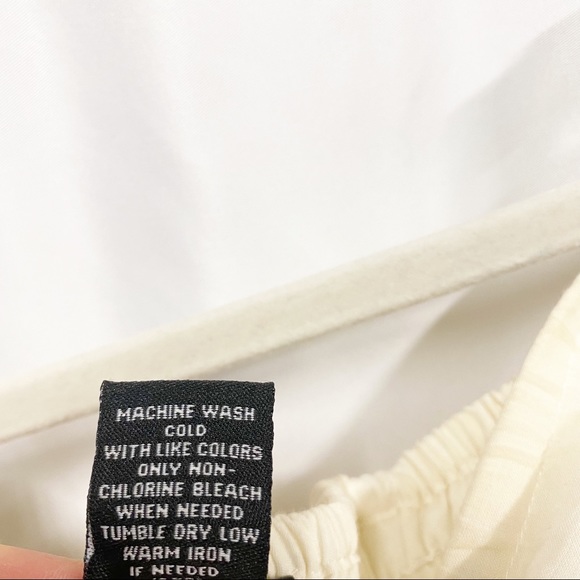 MACHINE WASH
COLD
WITH LIKE COLORS
ONLY NON-
CHLORINE BLEACH
WHEN NEEDED
TUMBLE DRY LOW
WARM IRON
IF NEEDED